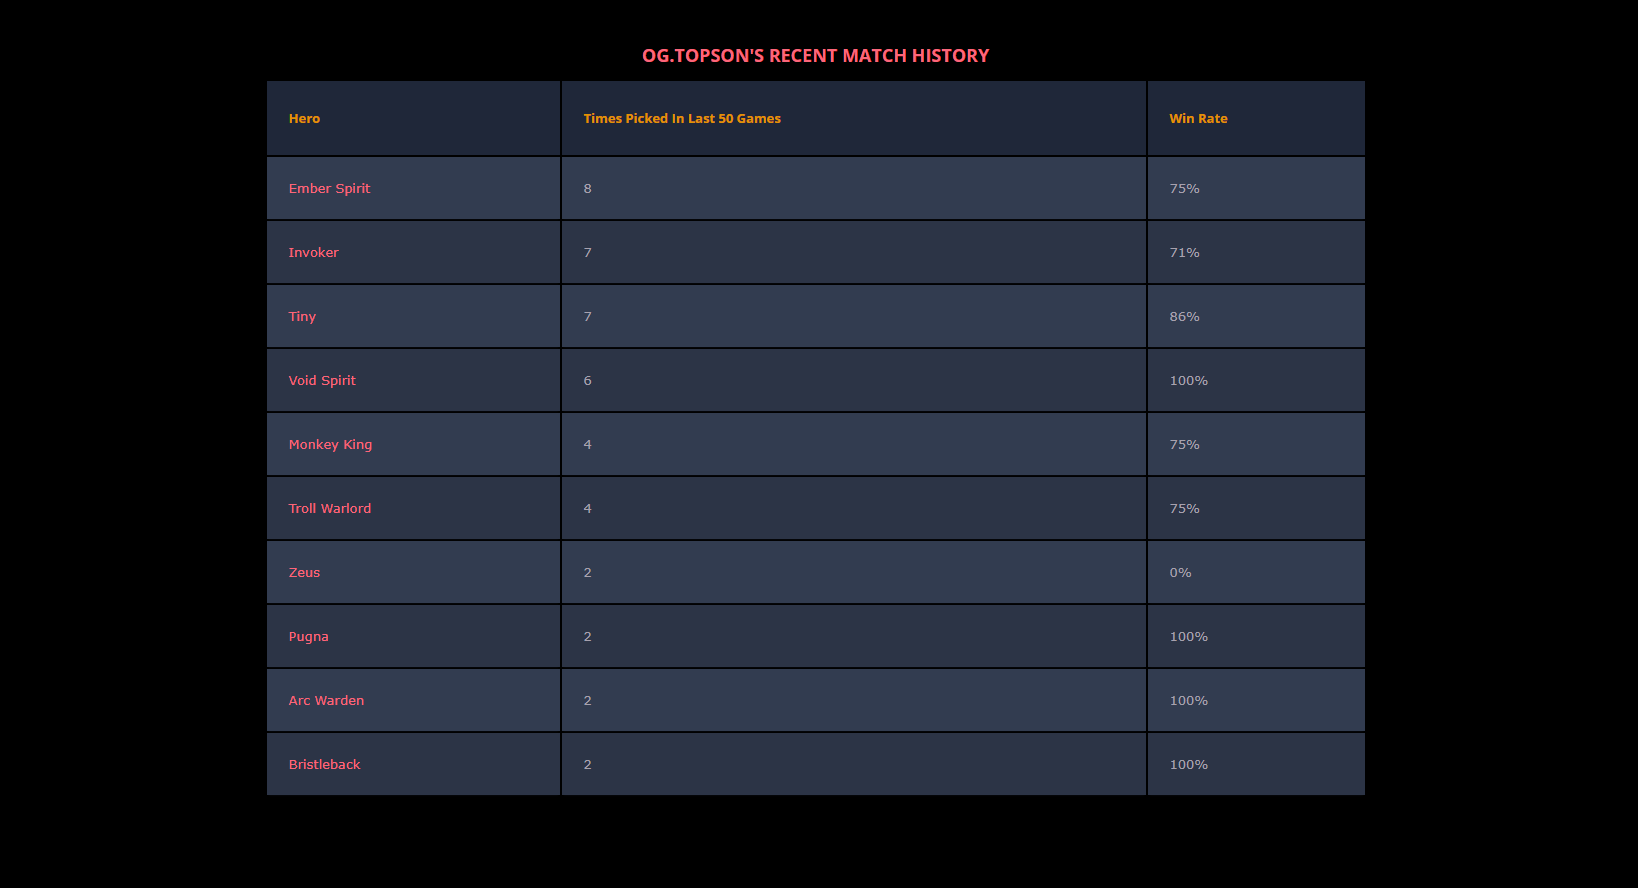 OG.TOPSON'S RECENT MATCH HISTORY
Hero Times Picked In Last 50 Games Win Rate
Ember Spirit 8 75%
Invoker 7 71%
Tiny 7 86%
Void Spirit 6 100%
Monkey King 4 75%
Troll Warlord 4 75%
Zeus 2 0%
Pugna 2 100%
Arc Warden 2 100%
Bristleback 2 100%